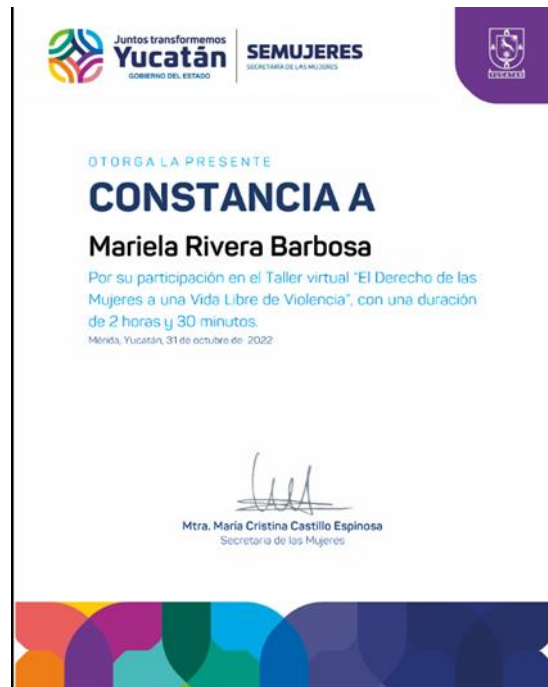 Juntos transformemos
Yucatán
GOBIERNO DEL ESTADO
SEMUJERES
SECRETARÍA DE LAS MUJERES
YUCATÁN
OTORGA LA PRESENTE
CONSTANCIA A
Mariela Rivera Barbosa
Por su participación en el Taller virtual "El Derecho de las
Mujeres a una Vida Libre de Violencia", con una duración
de 2 horas y 30 minutos.
Mérida, Yucatán, 31 de octubre de 2022
Mtra. María Cristina Castillo Espinosa
Secretaria de las Mujeres